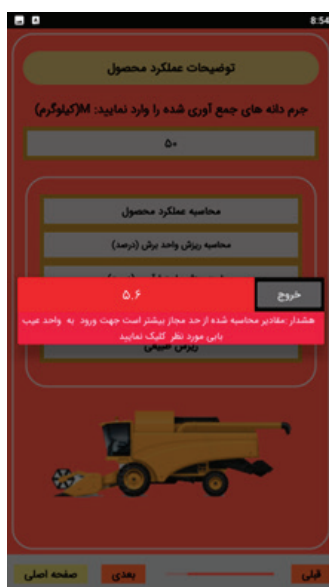 8:54
توضیحات عملکرد محصول
جرم دانه های جمع آوری شده را وارد نمایید: M(کیلوگرم)
۵۰
محاسبه عملکرد محصول
محاسبه ریزش واحد برش (درصد)
۵.۶
خروج
هشدار :مقادیر محاسبه شده از حد مجاز بیشتر است جهت ورود به واحد عیب
یابی مورد نظر کلیک نمایید
ریزش طبیعی
قبلی
بعدی
صفحه اصلی